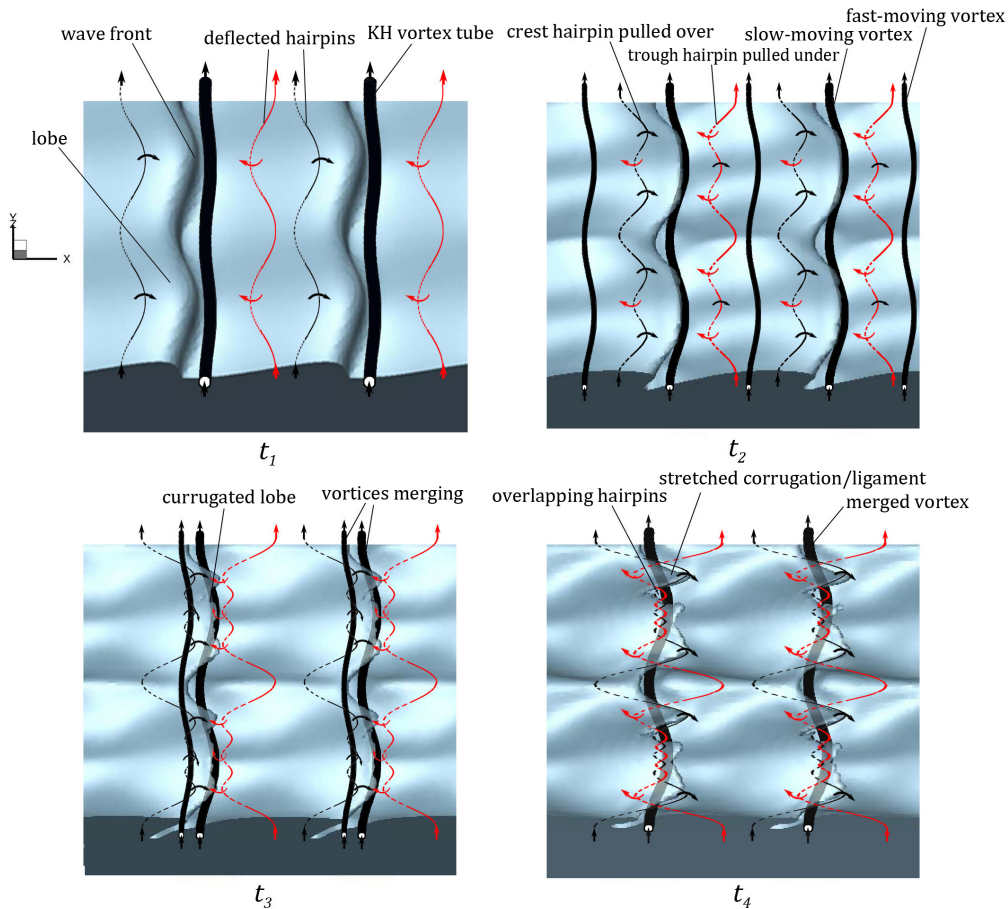 wave front
deflected hairpins
KH vortex tube
lobe
Y
Z
X
t1
crest hairpin pulled over
trough hairpin pulled under
slow-moving vortex
fast-moving vortex
t2
currugated lobe
vortices merging
t3
overlapping hairpins
stretched corrugation/ligament
merged vortex
t4